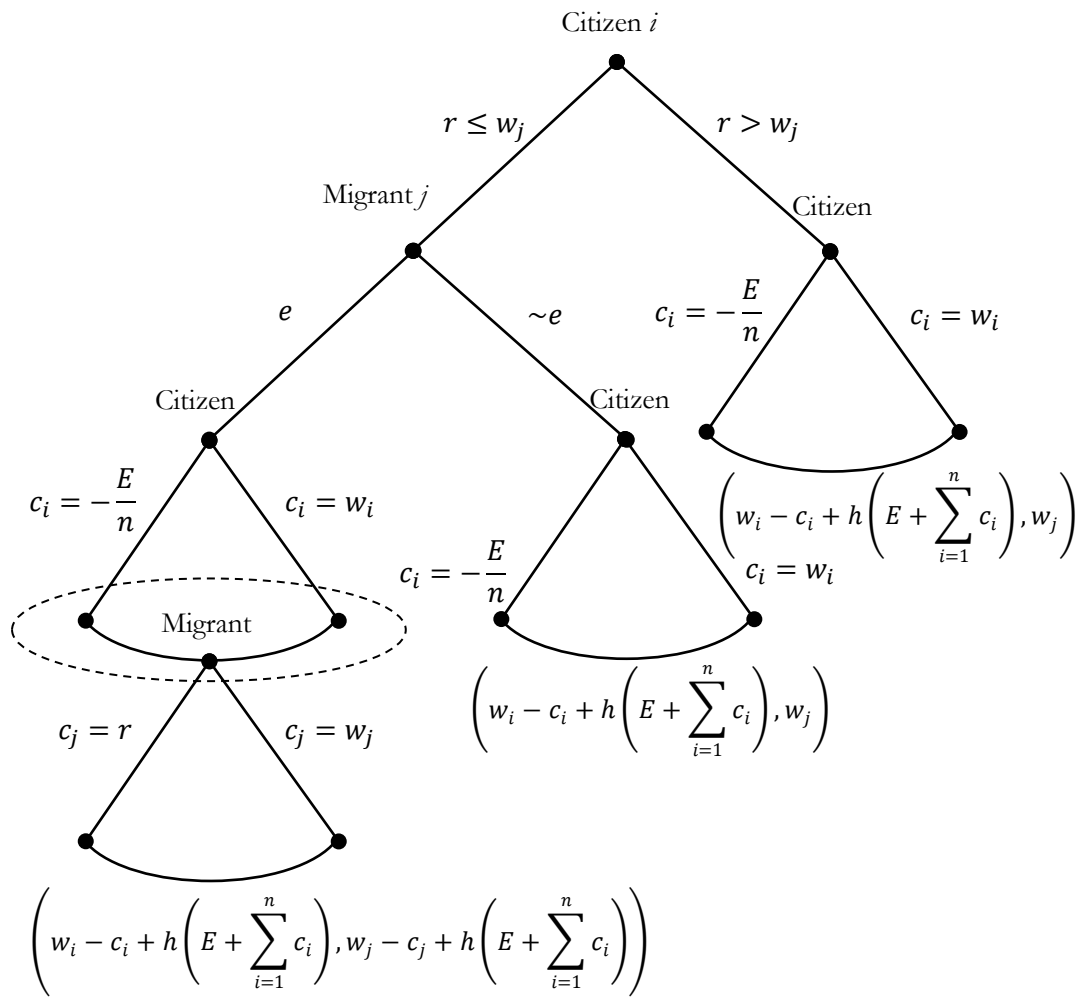 Citizen i
r ≤ w_j
r > w_j
Migrant j
Citizen
e
~e
c_i = −E/n
c_i = w_i
Citizen
Citizen
c_i = −E/n
c_i = w_i
(w_i − c_i + h(E + ∑_{i=1}^{n} c_i), w_j)
c_i = −E/n
c_i = w_i
Migrant
(w_i − c_i + h(E + ∑_{i=1}^{n} c_i), w_j)
c_j = r
c_j = w_j
(w_i − c_i + h(E + ∑_{i=1}^{n} c_i), w_j − c_j + h(E + ∑_{i=1}^{n} c_i))